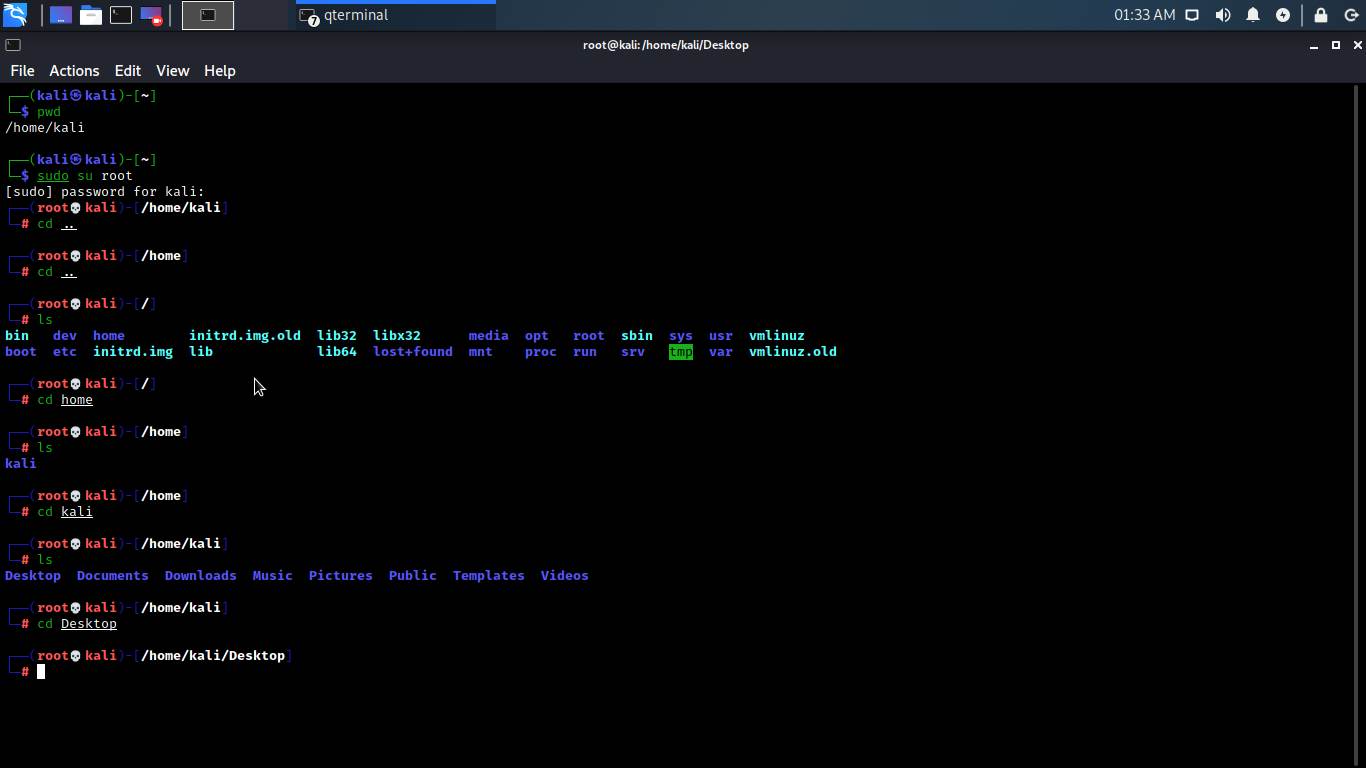 7 qterminal 01:33 AM
root@kali: /home/kali/Desktop
File Actions Edit View Help
┌──(kali㉿kali)-[~]
└─$ pwd
/home/kali
┌──(kali㉿kali)-[~]
└─$ sudo su root
[sudo] password for kali:
┌──(root💀kali)-[/home/kali]
└─# cd ..
┌──(root💀kali)-[/home]
└─# cd ..
┌──(root💀kali)-[/]
└─# ls
bin dev home initrd.img.old lib32 libx32 media opt root sbin sys usr vmlinuz
boot etc initrd.img lib lib64 lost+found mnt proc run srv tmp var vmlinuz.old
┌──(root💀kali)-[/]
└─# cd home
┌──(root💀kali)-[/home]
└─# ls
kali
┌──(root💀kali)-[/home]
└─# cd kali
┌──(root💀kali)-[/home/kali]
└─# ls
Desktop Documents Downloads Music Pictures Public Templates Videos
┌──(root💀kali)-[/home/kali]
└─# cd Desktop
┌──(root💀kali)-[/home/kali/Desktop]
└─#